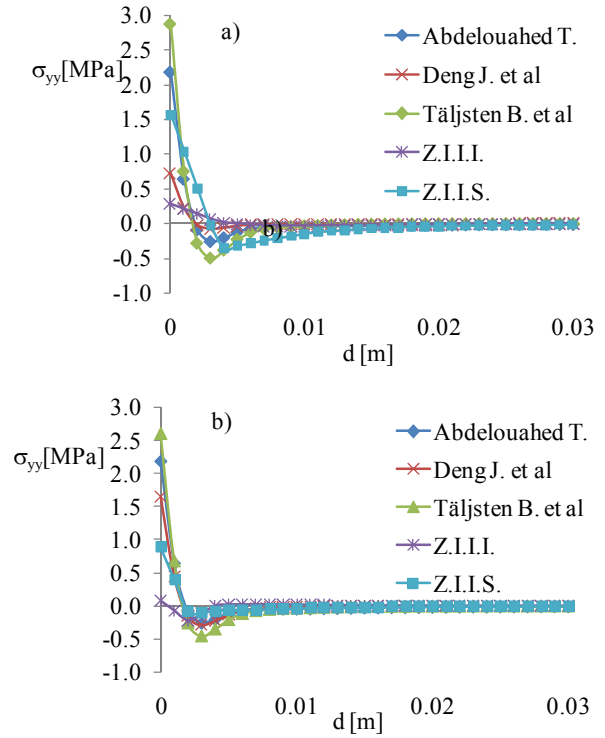 3.0
a)
Abdelouahed T.
2.5
σyy[MPa]
Deng J. et al
2.0
Täljsten B. et al
1.5
Z.I.I.I.
1.0
Z.I.I.S.
0.5
0.0
b)
-0.5
-1.0
0 0.01 0.02 0.03
d [m]
3.0
b)
Abdelouahed T.
2.5
σyy[MPa]
Deng J. et al
2.0
Täljsten B. et al
1.5
Z.I.I.I.
1.0
Z.I.I.S.
0.5
0.0
-0.5
-1.0
0 0.01 0.02 0.03
d [m]